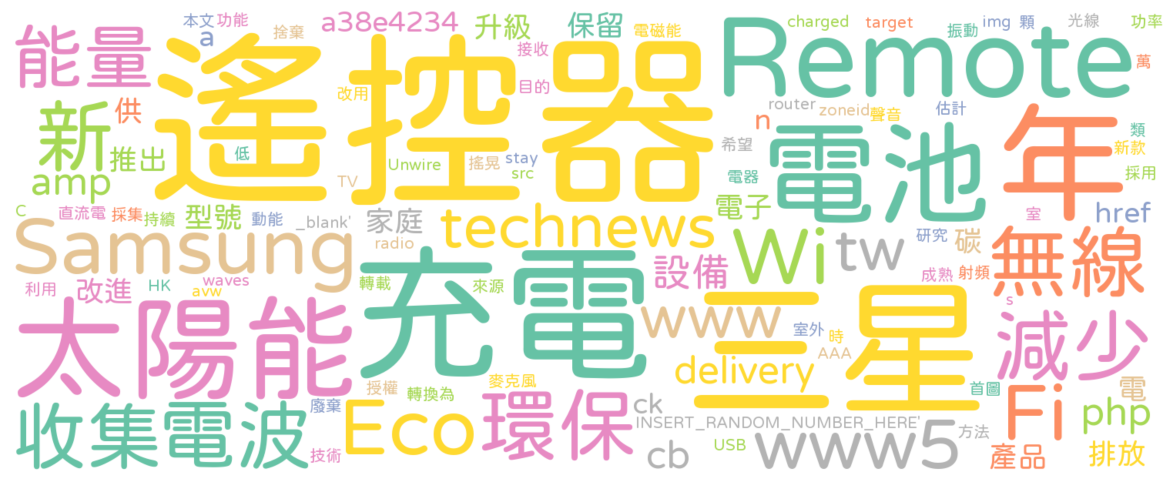 本文 功能
a
捨棄
a38e4234
升級
接收
保留
電磁能
目的
Remote
charged
target
振動
img
顆
光線
功率
萬
能量
遙控器
改用
新
供
推出
低
amp
TV
Unwire
搖晃
stay
src
router
zoneid
聲音
估計
n
希望
電池
年
類
新款
採用
電器
電子
室
href
C
直流電
採集
持續
型號
動能
_blank'
家庭
radio
technews
Samsung
Wi
tw
研究
碳
無線
利用
改進
HK
waves
avw
充電
轉載
來源
設備
成熟
射頻
s
太陽能
三星
www
室外
時
AAA
減少
授權
轉換為
麥克風
delivery
首圖
電
收集電波
廢棄
技術
Eco
環保
ck
INSERT_RANDOM_NUMBER_HERE'
cb
USB
www5
方法
Fi
php
產品
排放